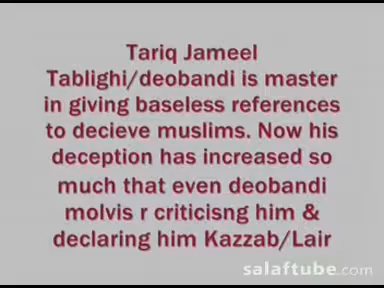 Tariq Jameel
Tablighi/deobandi is master
in giving baseless references
to decieve muslims. Now his
deception has increased so
much that even deobandi
molvis r criticisng him &
declaring him Kazzab/Lair
salaftube.com